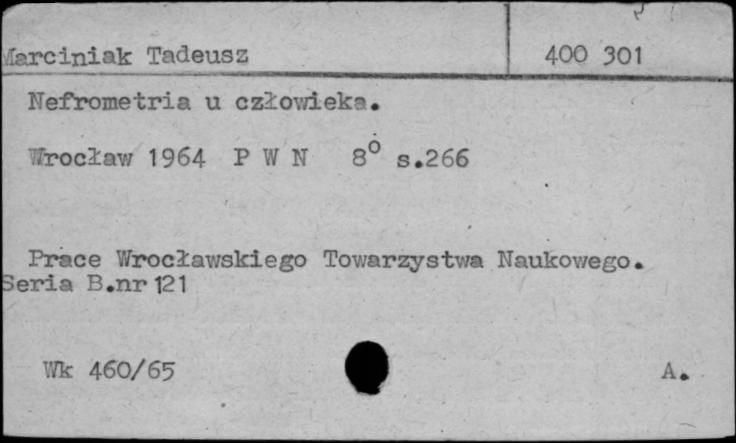 Marciniak Tadeusz 400 301
Nefrometria u człowieka.
Wrocław 1964 P W N 8° s.266
Prace Wrocławskiego Towarzystwa Naukowego.
Seria B.nr 121
Wk 460/65 A.